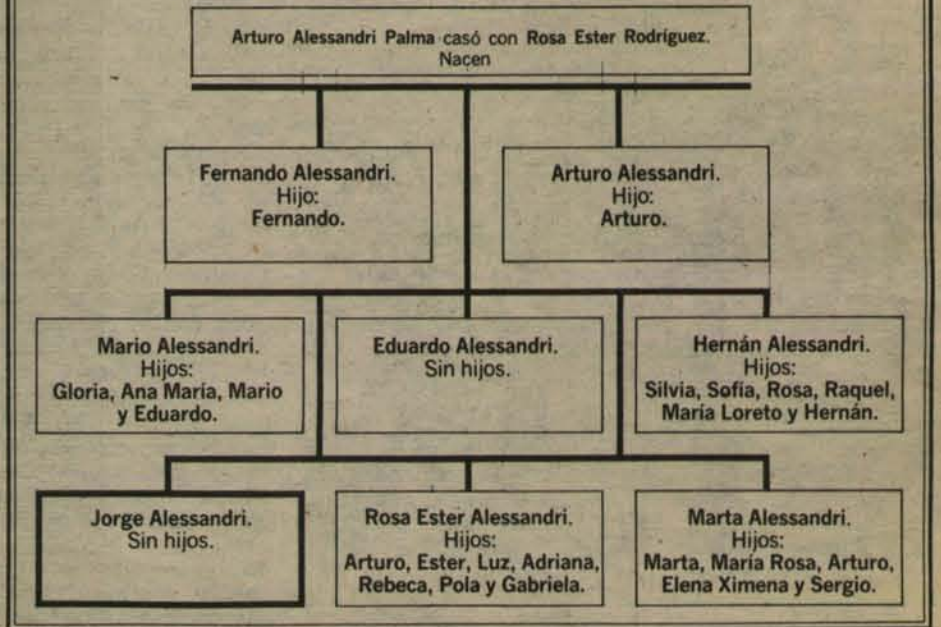 Arturo Alessandri Palma casó con Rosa Ester Rodríguez.
Nacen
Fernando Alessandri.
Hijo:
Fernando.
Arturo Alessandri.
Hijo:
Arturo.
Mario Alessandri.
Hijos:
Gloria, Ana María, Mario
y Eduardo.
Eduardo Alessandri.
Sin hijos.
Hernán Alessandri.
Hijos:
Silvia, Sofía, Rosa, Raquel,
María Loreto y Hernán.
Jorge Alessandri.
Sin hijos.
Rosa Ester Alessandri.
Hijos:
Arturo, Ester, Luz, Adriana,
Rebeca, Pola y Gabriela.
Marta Alessandri.
Hijos:
Marta, María Rosa, Arturo,
Elena Ximena y Sergio.